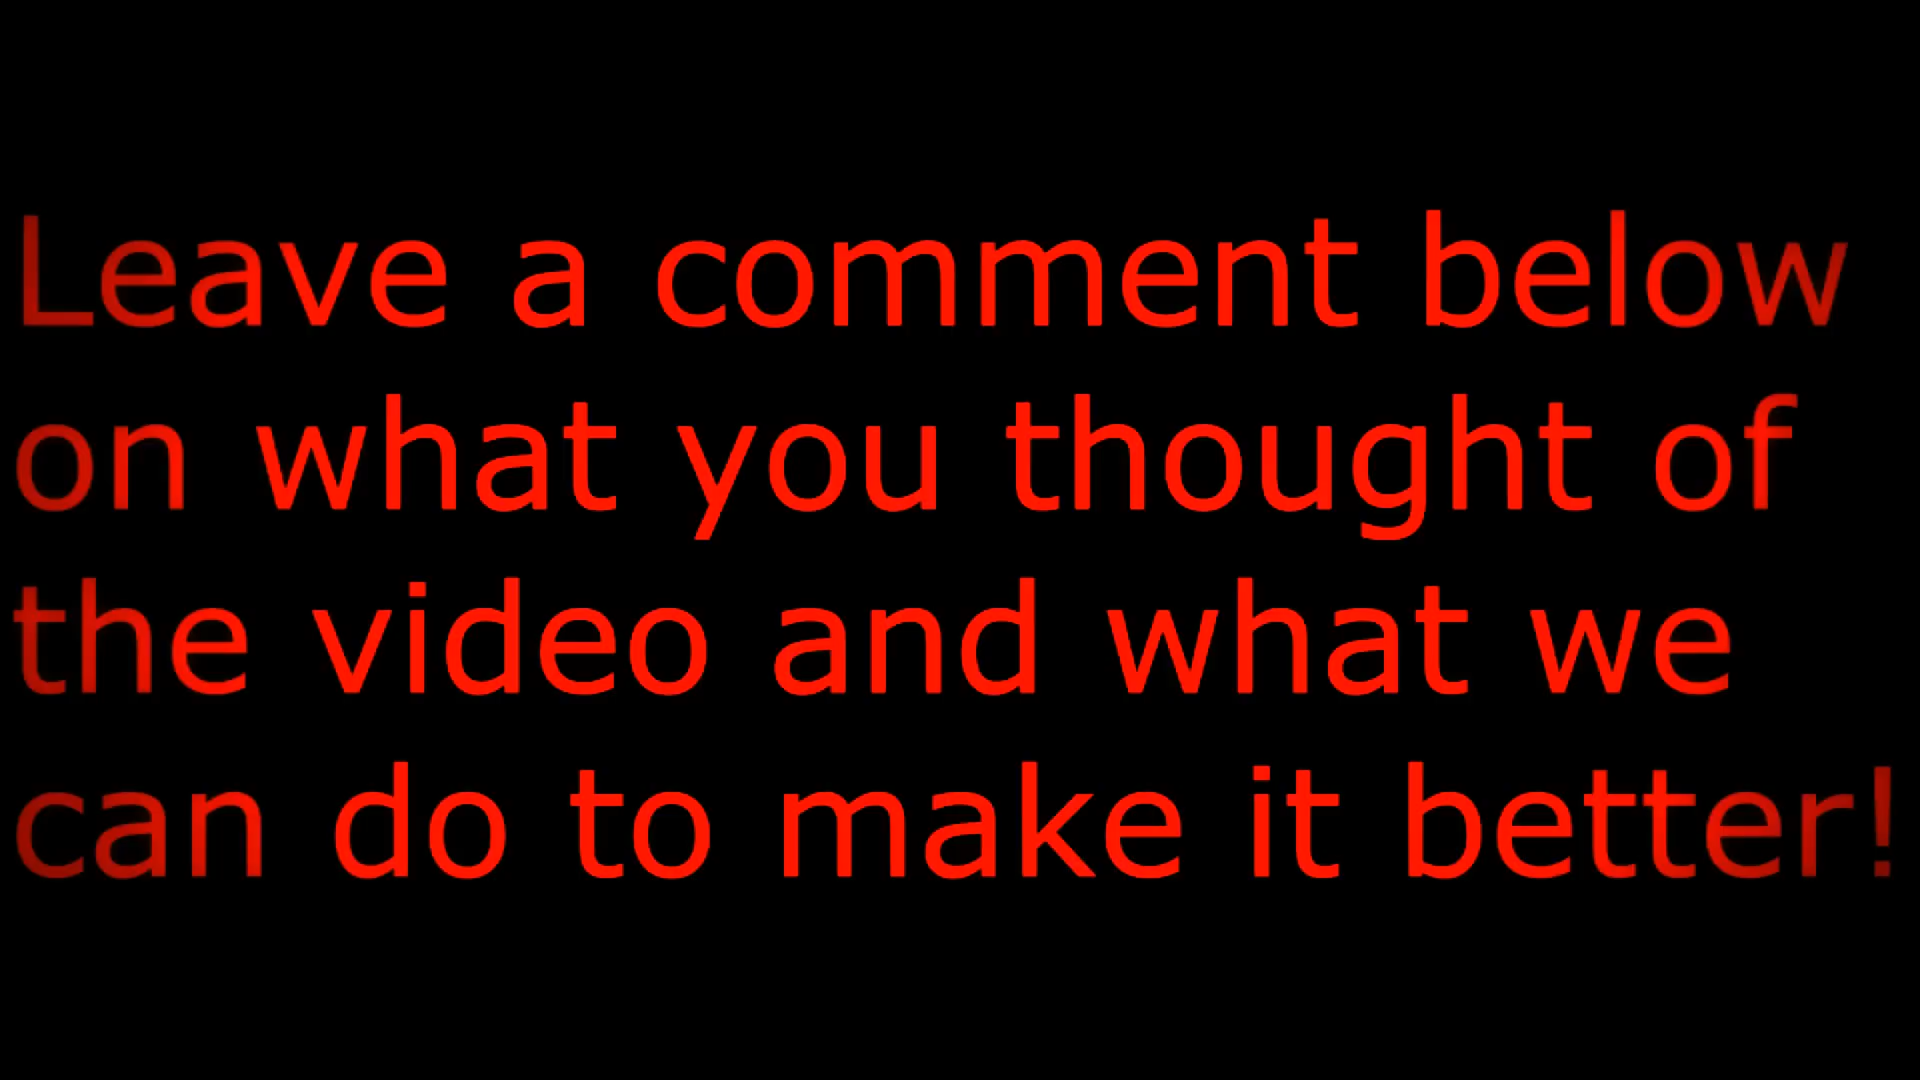 Leave a comment below
on what you thought of
the video and what we
can do to make it better!